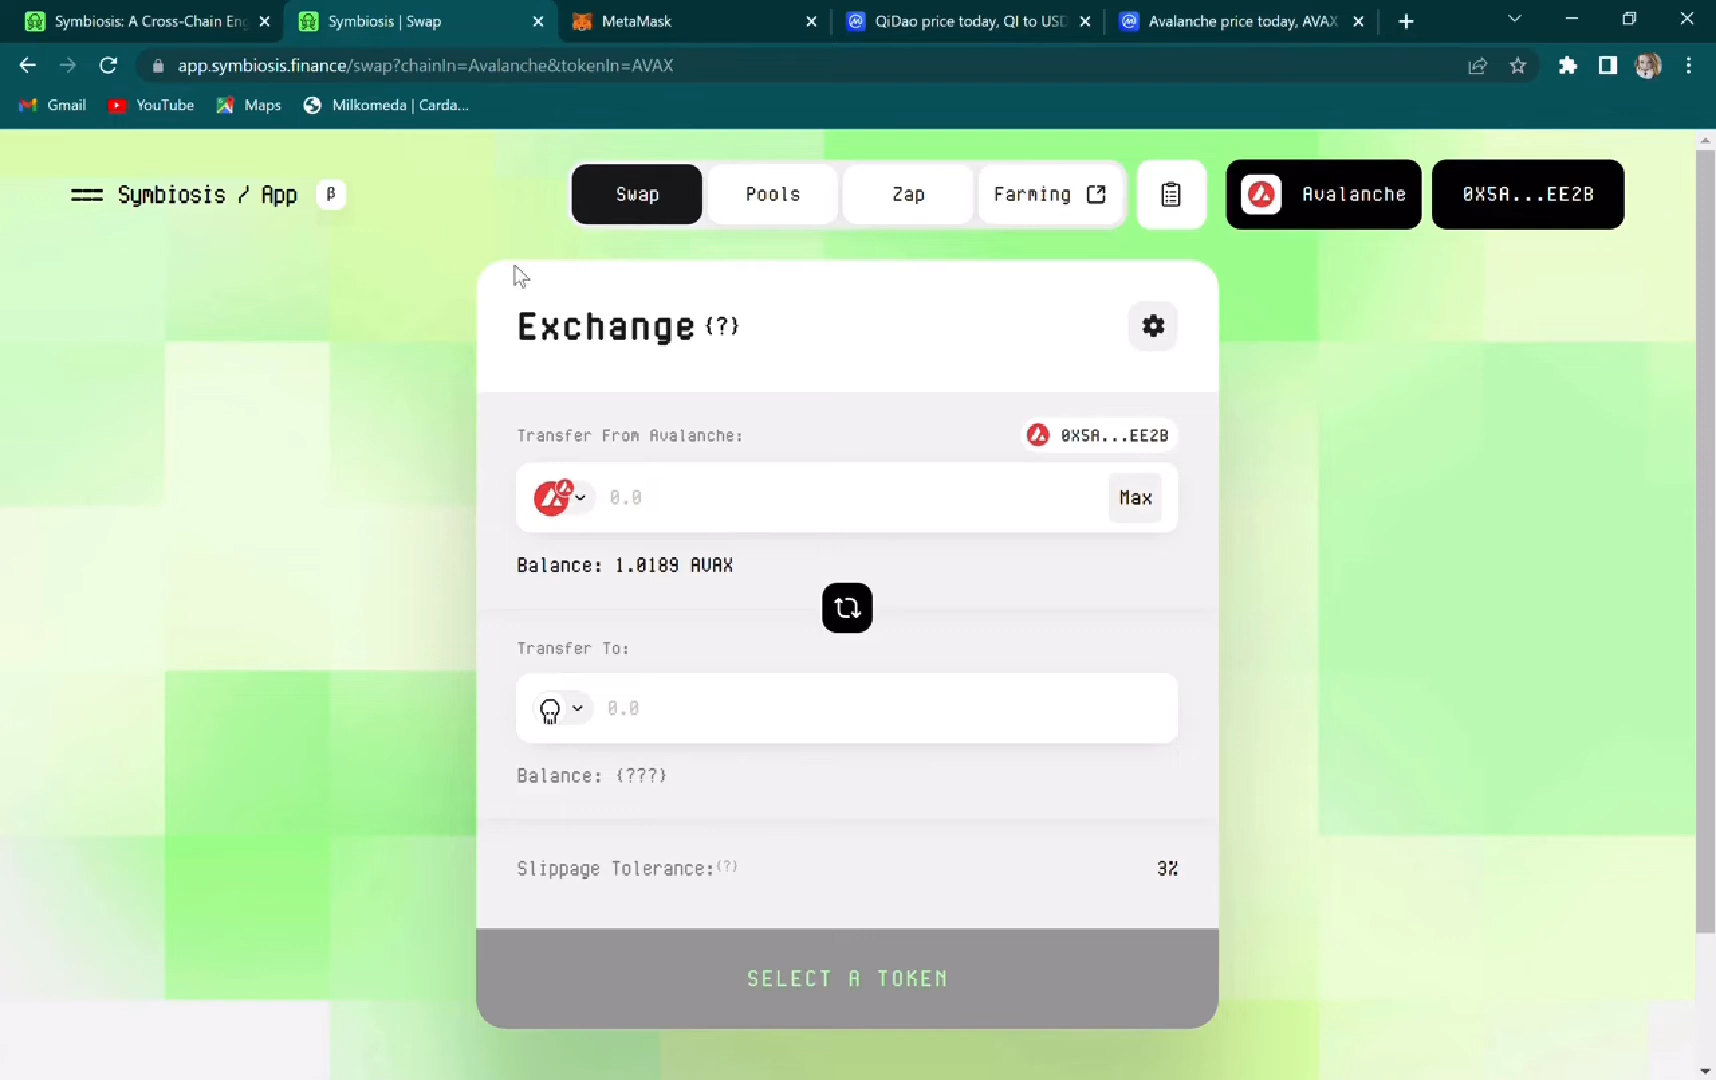 Symbiosis: A Cross-Chain Eng
Symbiosis | Swap
MetaMask
QiDao price today, QI to USD
Avalanche price today, AVAX
app.symbiosis.finance/swap?chainIn=Avalanche&tokenIn=AVAX
Gmail
YouTube
Maps
Milkomeda | Carda...
Symbiosis / App β
Swap
Pools
Zap
Farming
Avalanche
0X5A...EE2B
Exchange {?}
Transfer From Avalanche:
0X5A...EE2B
0.0
Max
Balance: 1.0189 AVAX
Transfer To:
0.0
Balance: {???}
Slippage Tolerance:(?)
3%
SELECT A TOKEN